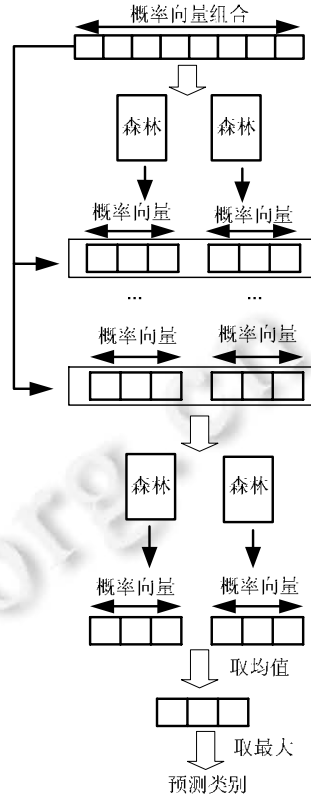 概率向量组合
森林 森林
概率向量 概率向量
... ...
概率向量 概率向量
森林 森林
概率向量 概率向量
取均值
取最大
预测类别